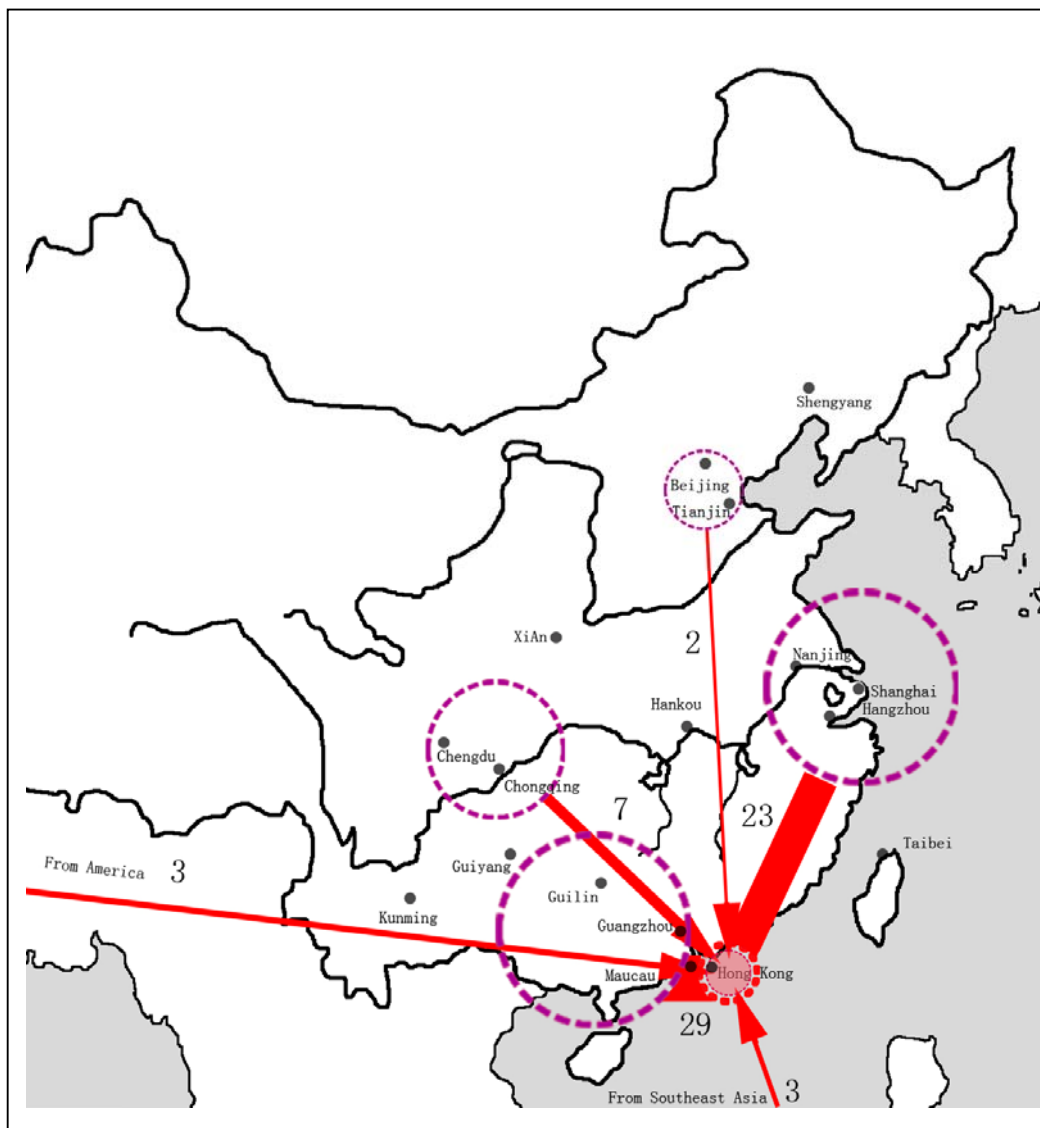 Shengyang
Beijing
Tianjin
2
XiAn
Nanjing
Shanghai
Hangzhou
Hankou
Chengdu
Chongqing
7
23
Taibei
From America 3
Guiyang
Guilin
Kunming
Guangzhou
Maucau
Hong Kong
29
From Southeast Asia 3